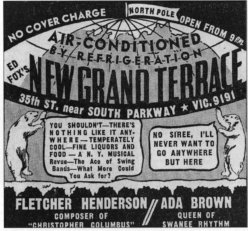 NO COVER CHARGE
NORTH POLE
OPEN FROM 9 P.M.
AIR-CONDITIONED
BY REFRIGERATION
ED FOX'S
NEW GRAND TERRACE
35th ST. near SOUTH PARKWAY ★ VIC. 9191
YOU SHOULDN'T—THERE'S
NOTHING LIKE IT ANY-
WHERE — TEMPERATELY
COOL—FINE LIQUORS AND
FOOD — A N. Y. MUSICAL
Revue—The Ace of Swing
Bands—What More Could
You Ask for?
NO SIREE, I'LL
NEVER WANT TO
GO ANYWHERE
BUT HERE
FLETCHER HENDERSON // ADA BROWN
COMPOSER OF
"CHRISTOPHER COLUMBUS"
QUEEN OF
SWANEE RHYTHM